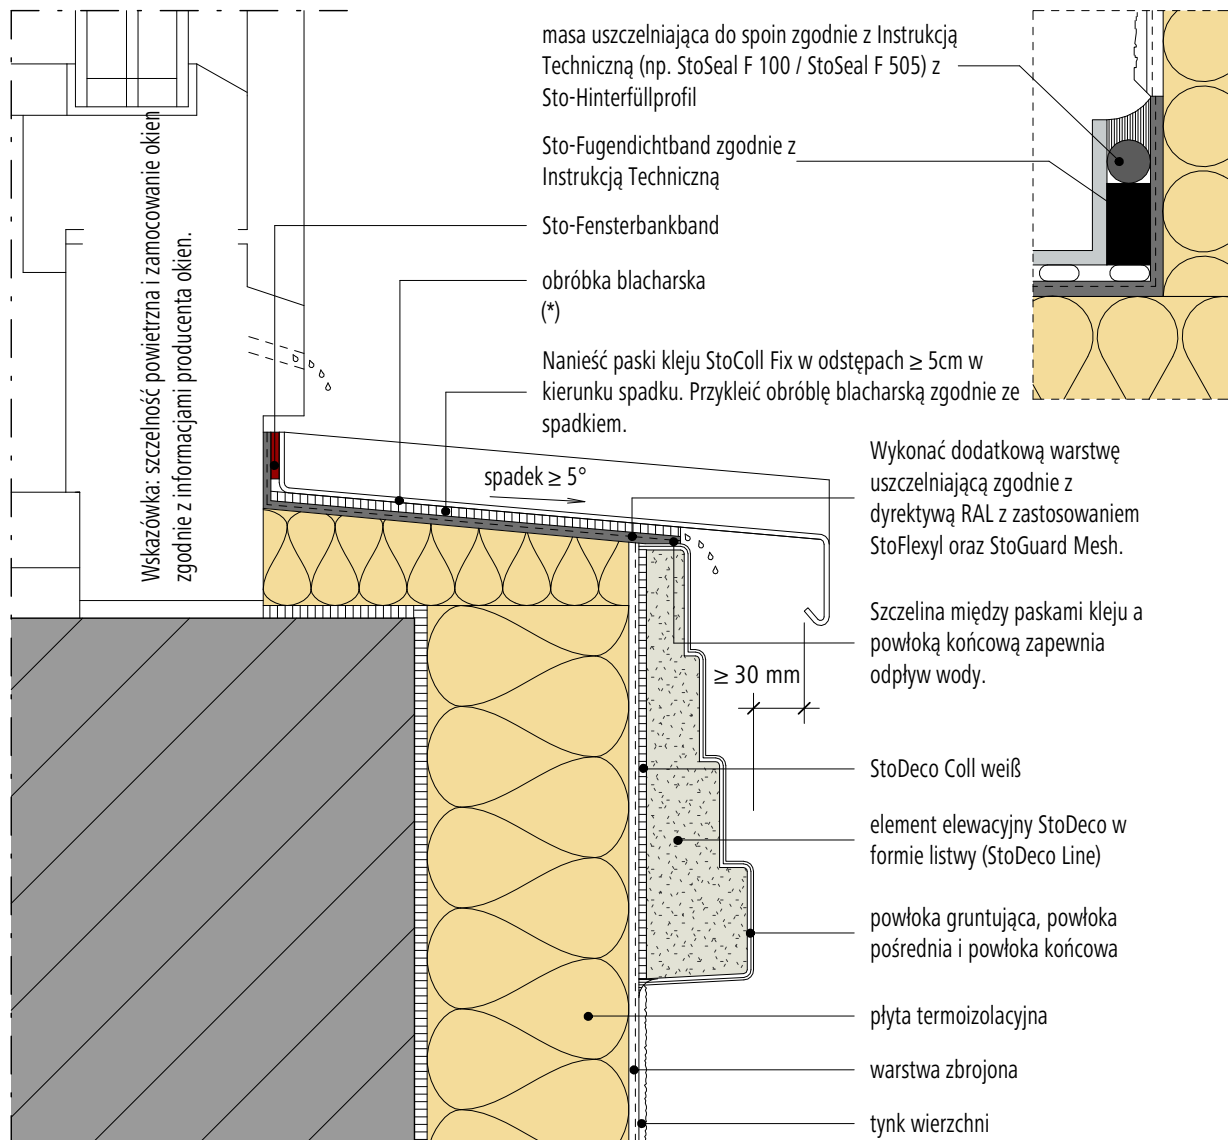 masa uszczelniająca do spoin zgodnie z Instrukcją
Techniczną (np. StoSeal F 100 / StoSeal F 505) z
Sto-Hinterfüllprofil
Sto-Fugendichtband zgodnie z
Instrukcją Techniczną
Sto-Fensterbankband
obróbka blacharska
(*)
Nanieść paski kleju StoColl Fix w odstępach ≥ 5cm w
kierunku spadku. Przykleić obróblę blacharską zgodnie ze
spadkiem.
Wskazówka: szczelność powietrzna i zamocowanie okien
zgodnie z informacjami producenta okien.
spadek ≥ 5°
Wykonać dodatkową warstwę
uszczelniającą zgodnie z
dyrektywą RAL z zastosowaniem
StoFlexyl oraz StoGuard Mesh.
Szczelina między paskami kleju a
powłoką końcową zapewnia
odpływ wody.
≥ 30 mm
StoDeco Coll weiß
element elewacyjny StoDeco w
formie listwy (StoDeco Line)
powłoka gruntująca, powłoka
pośrednia i powłoka końcowa
płyta termoizolacyjna
warstwa zbrojona
tynk wierzchni